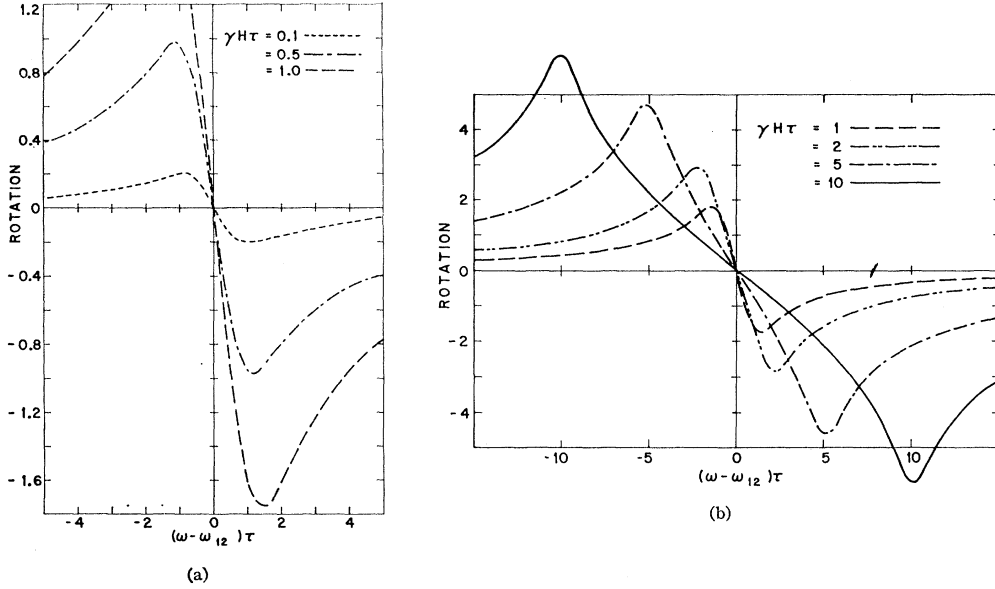 1.2
0.8
0.4
0
-0.4
-0.8
-1.2
-1.6
ROTATION
γHτ = 0.1
= 0.5
= 1.0
-4 -2 0 2 4
(ω-ω12)τ
(a)
4
2
0
-2
-4
ROTATION
γHτ = 1
= 2
= 5
= 10
-10 -5 0 5 10
(ω-ω12)τ
(b)